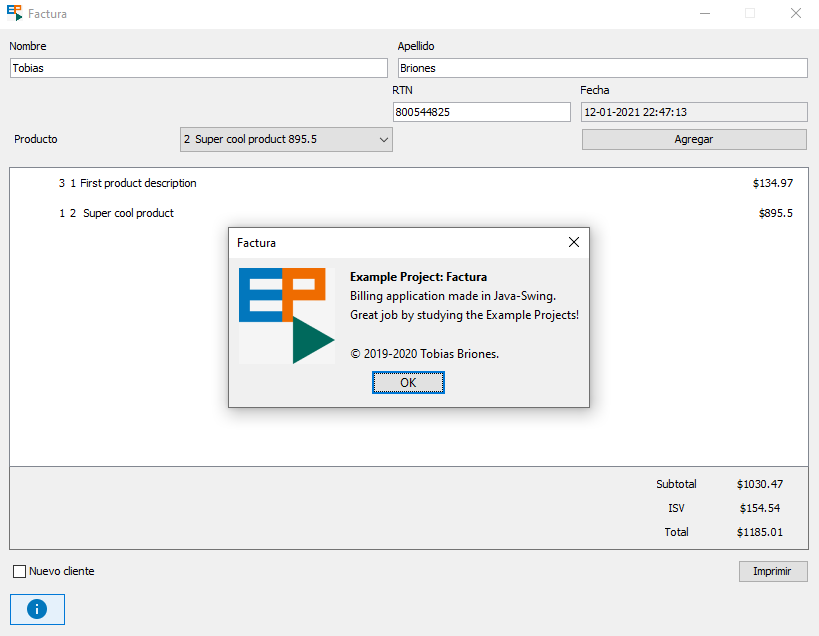 EP Factura
Nombre Apellido
Tobias Briones
RTN Fecha
800544825 12-01-2021 22:47:13
Producto 2 Super cool product 895.5 Agregar
3 1 First product description $134.97
1 2 Super cool product $895.5
Factura
EP
Example Project: Factura
Billing application made in Java-Swing.
Great job by studying the Example Projects!
© 2019-2020 Tobias Briones.
OK
Subtotal $1030.47
ISV $154.54
Total $1185.01
Nuevo cliente Imprimir
i